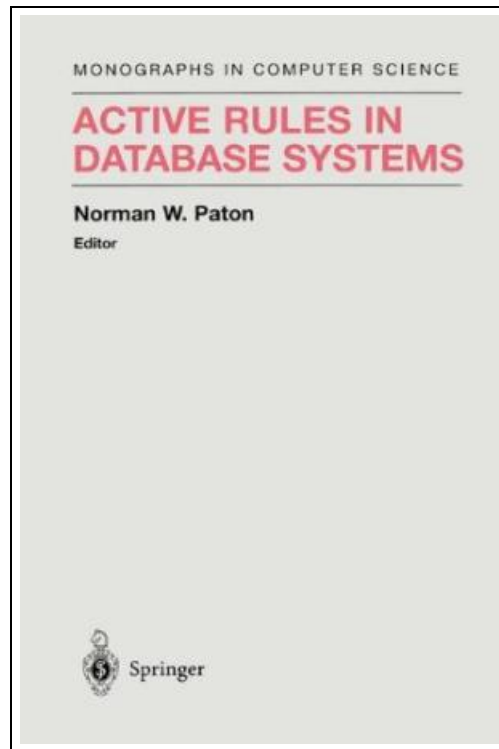 MONOGRAPHS IN COMPUTER SCIENCE
ACTIVE RULES IN
DATABASE SYSTEMS
Norman W. Paton
Editor
Springer